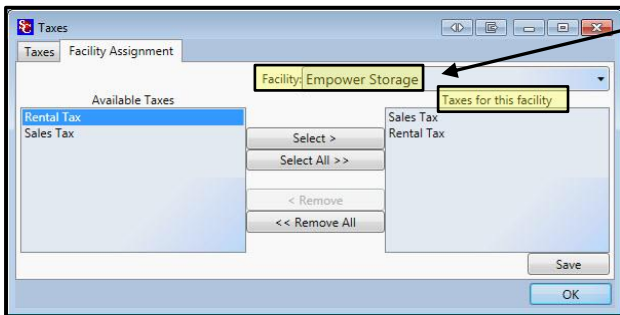 Taxes
Taxes Facility Assignment
Facility: Empower Storage
Available Taxes
Taxes for this facility
Rental Tax
Sales Tax
Select >
Select All >>
< Remove
<< Remove All
Sales Tax
Rental Tax
Save
OK